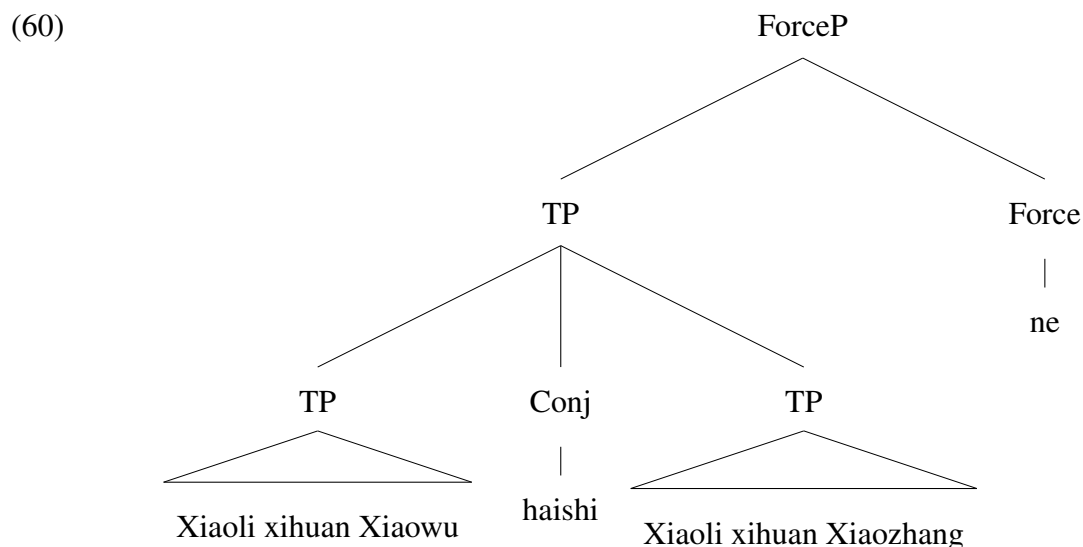 (60) ForceP
TP Force
ne
TP Conj TP
haishi
Xiaoli xihuan Xiaowu Xiaoli xihuan Xiaozhang